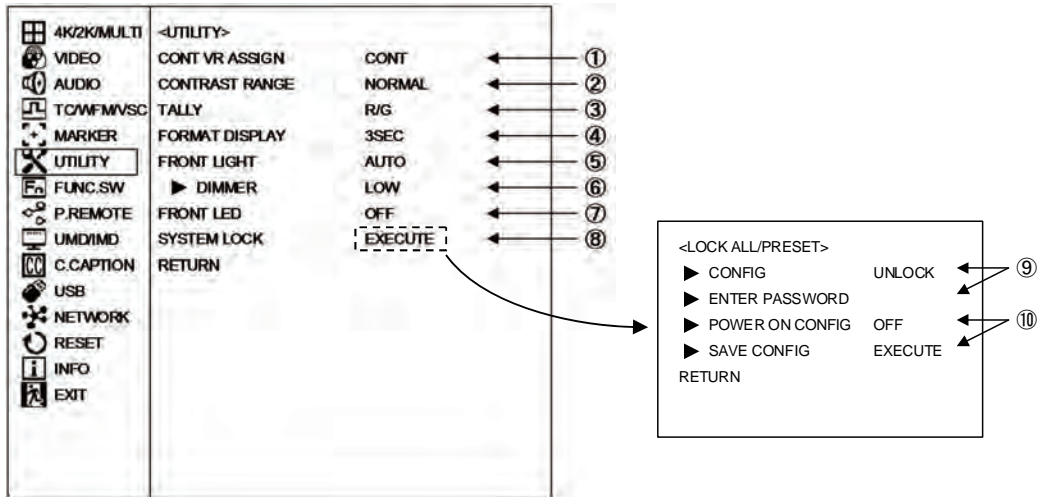 4K/2K/MULTI <UTILITY>
VIDEO CONT VR ASSIGN CONT ①
AUDIO CONTRAST RANGE NORMAL ②
TC/WFM/VSC TALLY R/G ③
MARKER FORMAT DISPLAY 3SEC ④
UTILITY FRONT LIGHT AUTO ⑤
Fn FUNC.SW ▶ DIMMER LOW ⑥
P.REMOTE FRONT LED OFF ⑦
UMD/IMD SYSTEM LOCK EXECUTE ⑧
CC C.CAPTION RETURN
USB
NETWORK
RESET
i INFO
EXIT
<LOCK ALL/PRESET>
▶ CONFIG UNLOCK ⑨
▶ ENTER PASSWORD
▶ POWER ON CONFIG OFF ⑩
▶ SAVE CONFIG EXECUTE
RETURN